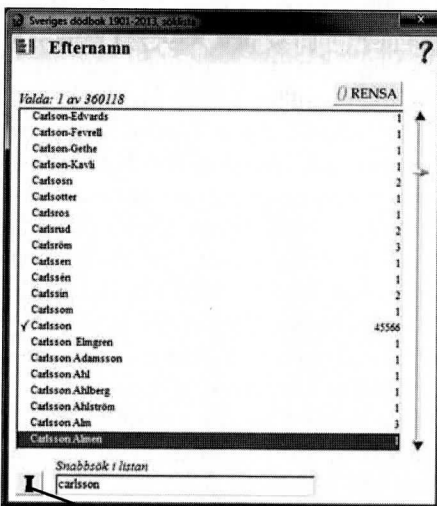 Sveriges dödbok 1901-2013, söklista
Efternamn
?
Valda: 1 av 360118
() RENSA
Carlson-Edvards 1
Carlson-Fevrell 1
Carlson-Gethe 1
Carlson-Kavli 1
Carlsosn 2
Carlsotter 1
Carlsros 1
Carlsrud 2
Carlsröm 3
Carlssen 1
Carlssén 1
Carlssin 2
Carlssom 1
✓ Carlsson 45566
Carlsson Elmgren 1
Carlsson Adamsson 1
Carlsson Ahl 1
Carlsson Ahlberg 1
Carlsson Ahlström 1
Carlsson Alm 3
Carlsson Almen 1
Snabbsök i listan
carlsson